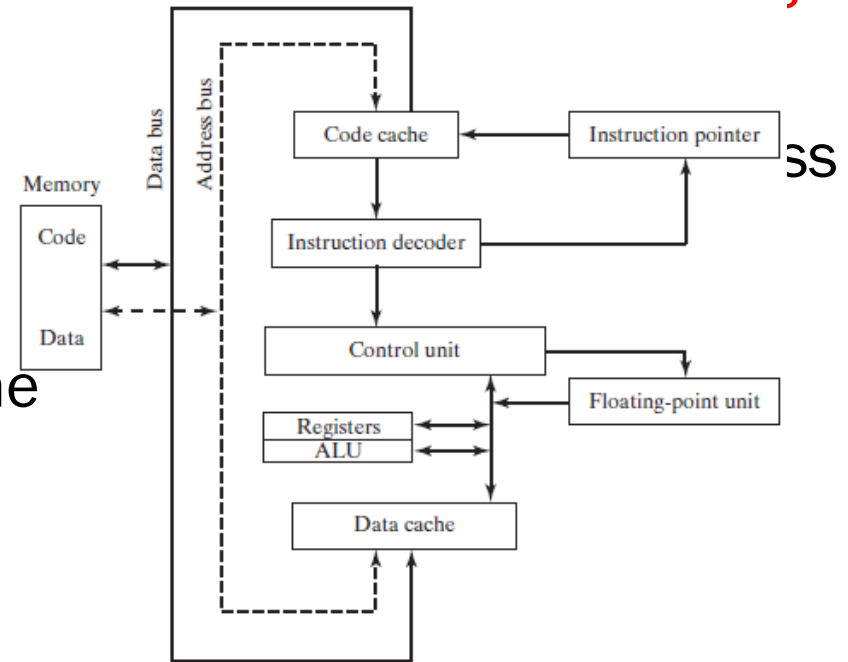 Data bus
Address bus
Code cache
Instruction pointer
ss
Memory
Code
Instruction decoder
Data
Control unit
e
Floating-point unit
Registers
ALU
Data cache